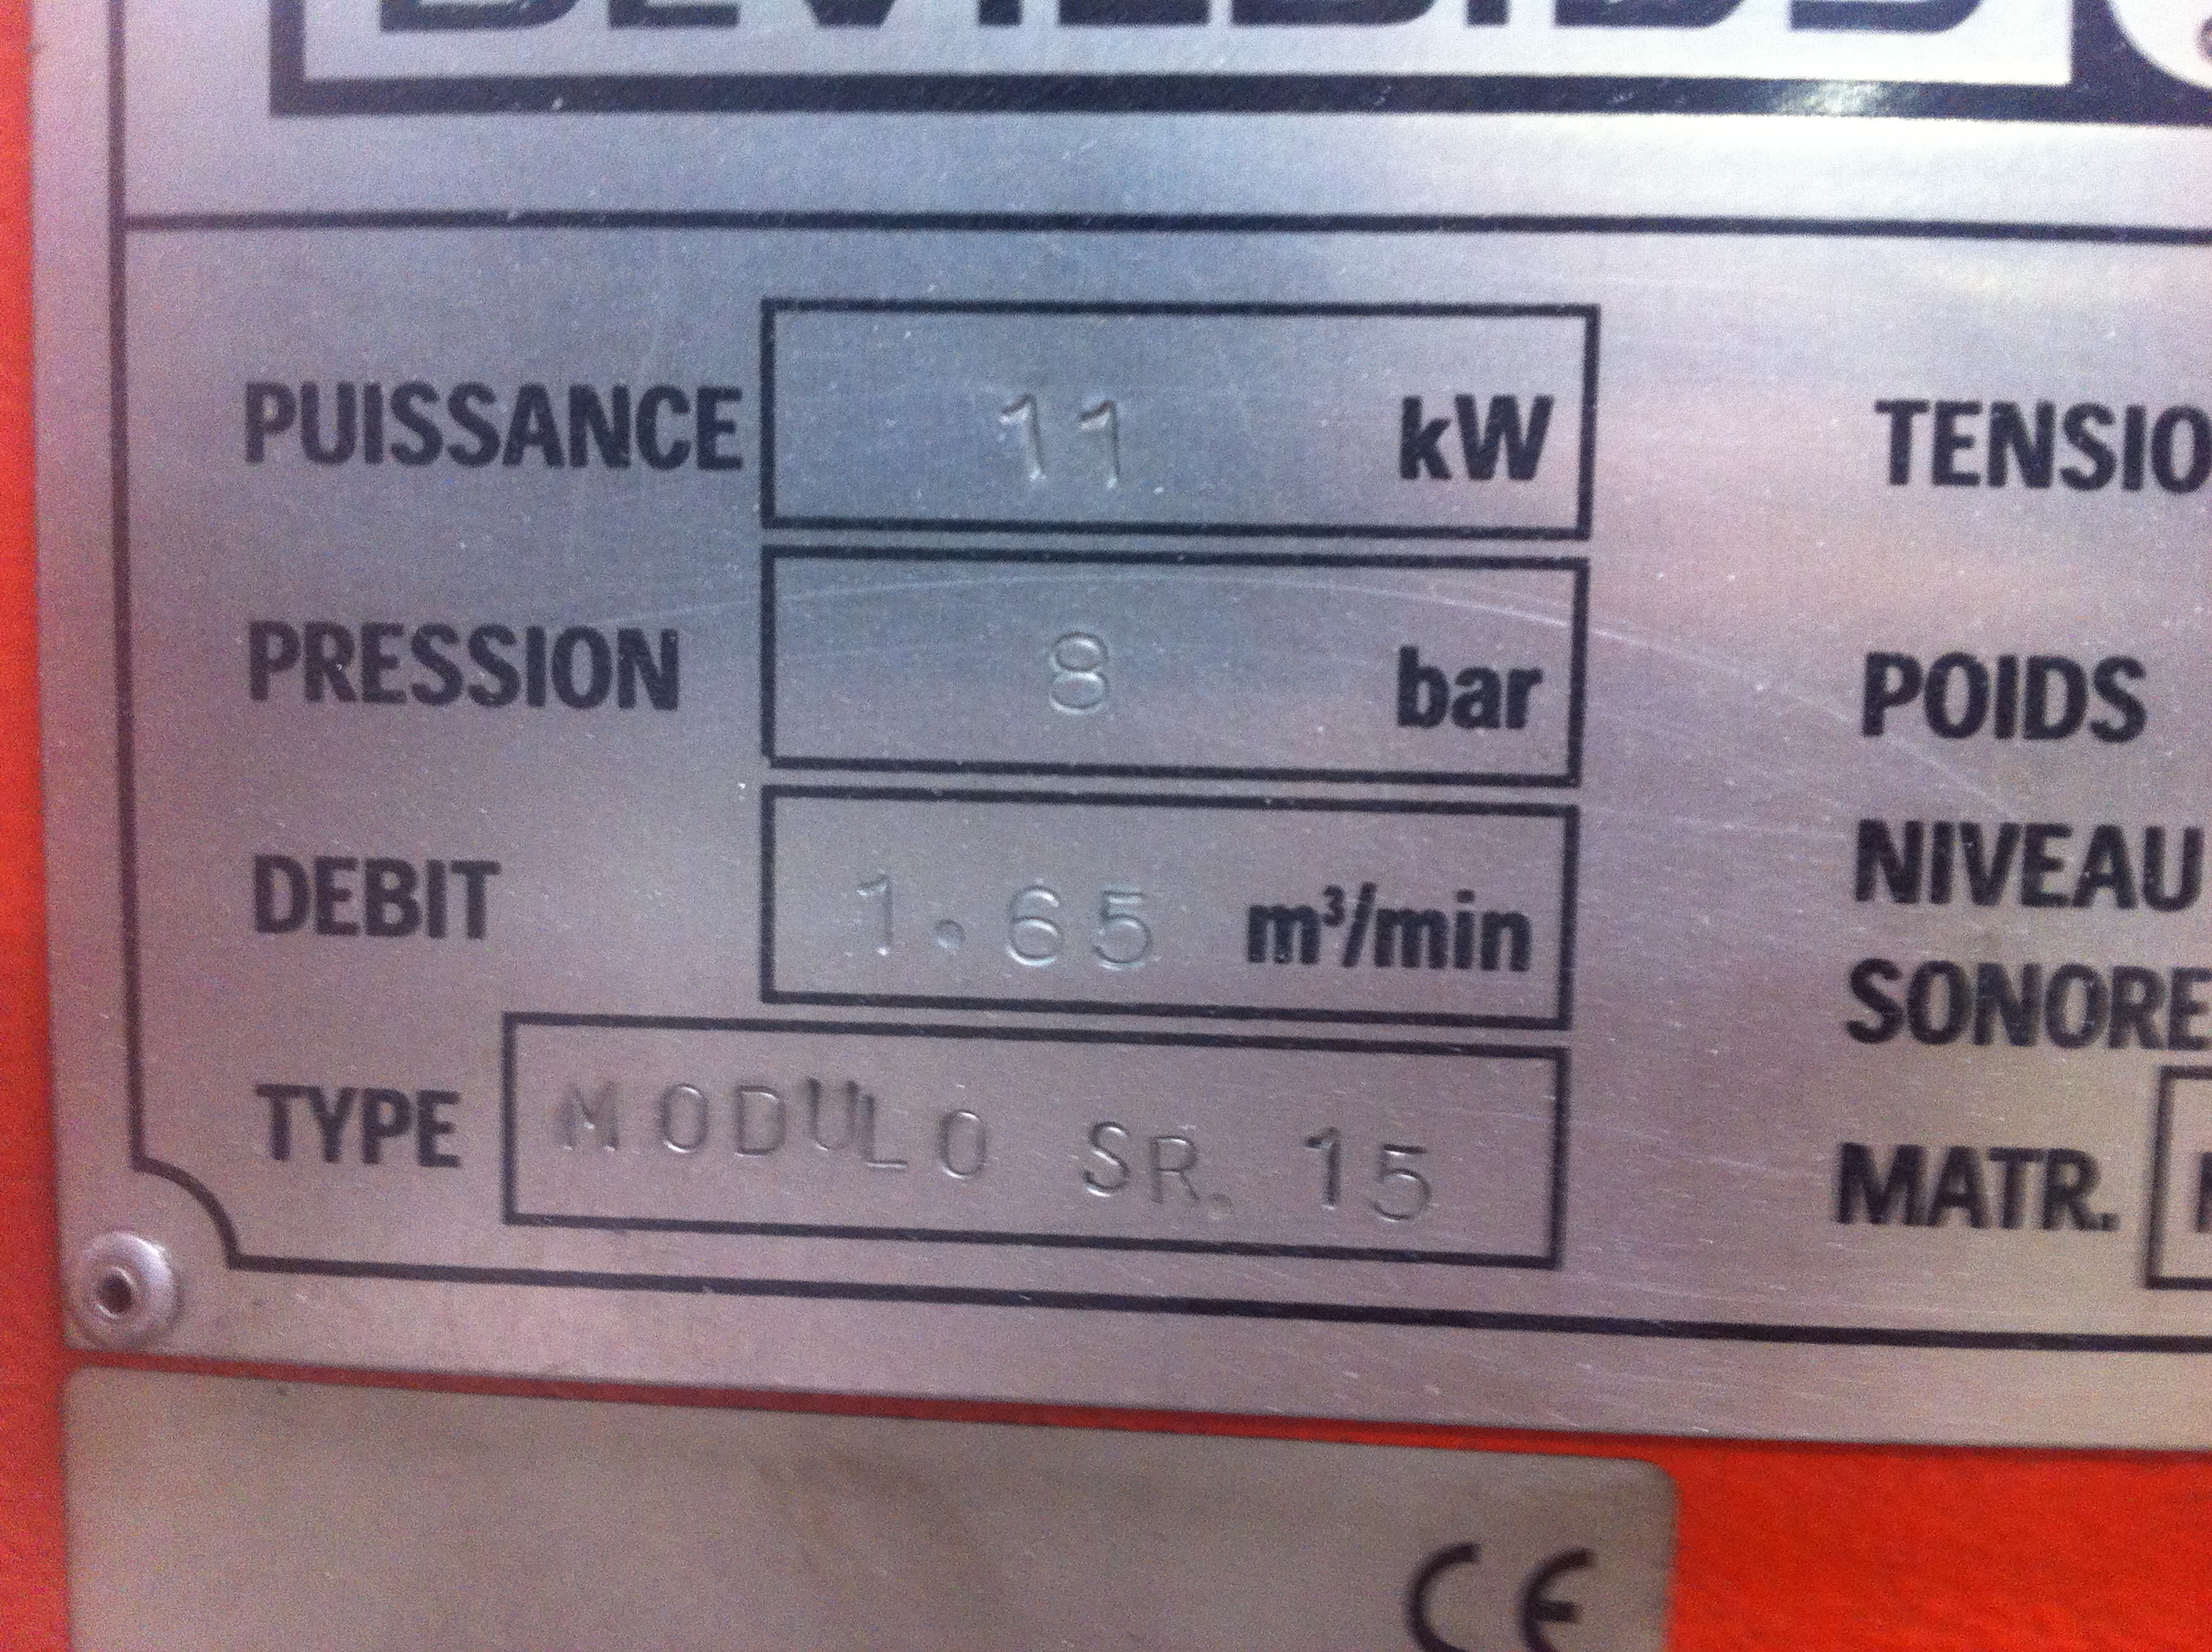 DEVILBISS
PUISSANCE 11 kW
PRESSION 8 bar
DEBIT 1.65 m³/min
TYPE MODULO SR. 15
TENSIO
POIDS
NIVEAU
SONORE
MATR.
CE